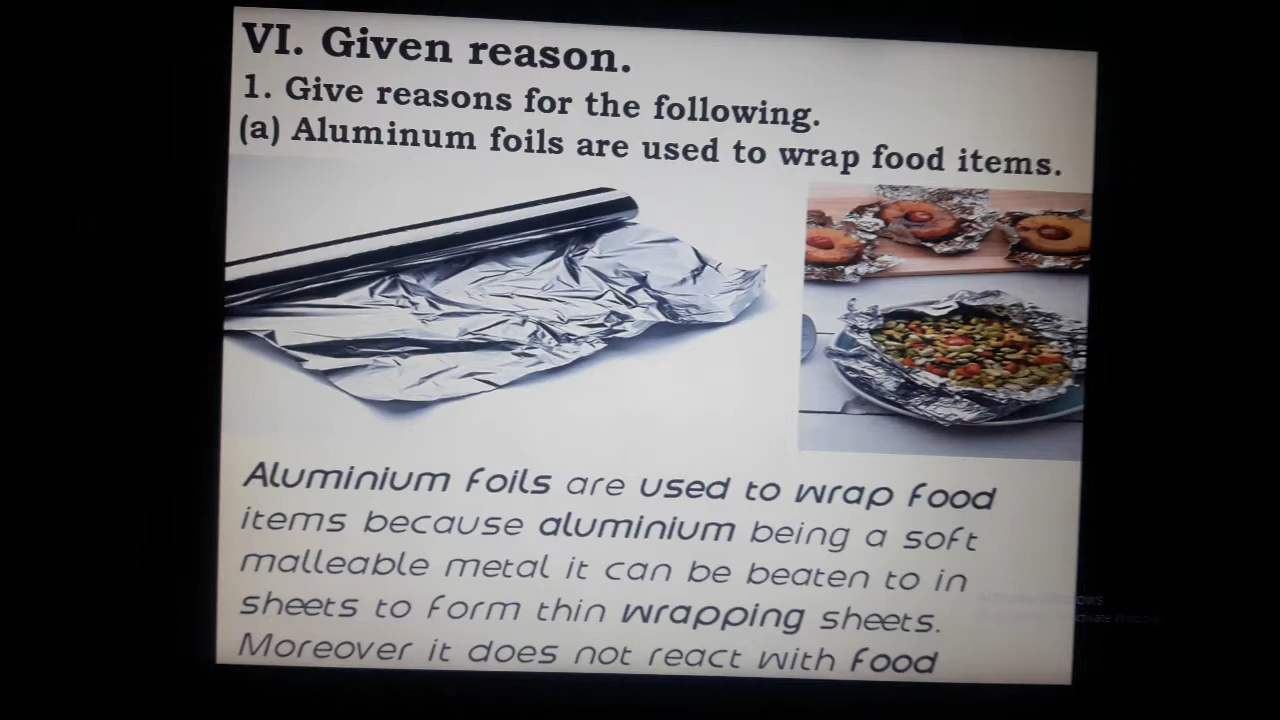 VI. Given reason.
1. Give reasons for the following.
(a) Aluminum foils are used to wrap food items.
Aluminium foils are used to wrap food
items because aluminium being a soft
malleable metal it can be beaten to in
sheets to form thin wrapping sheets.
Moreover it does not react with food